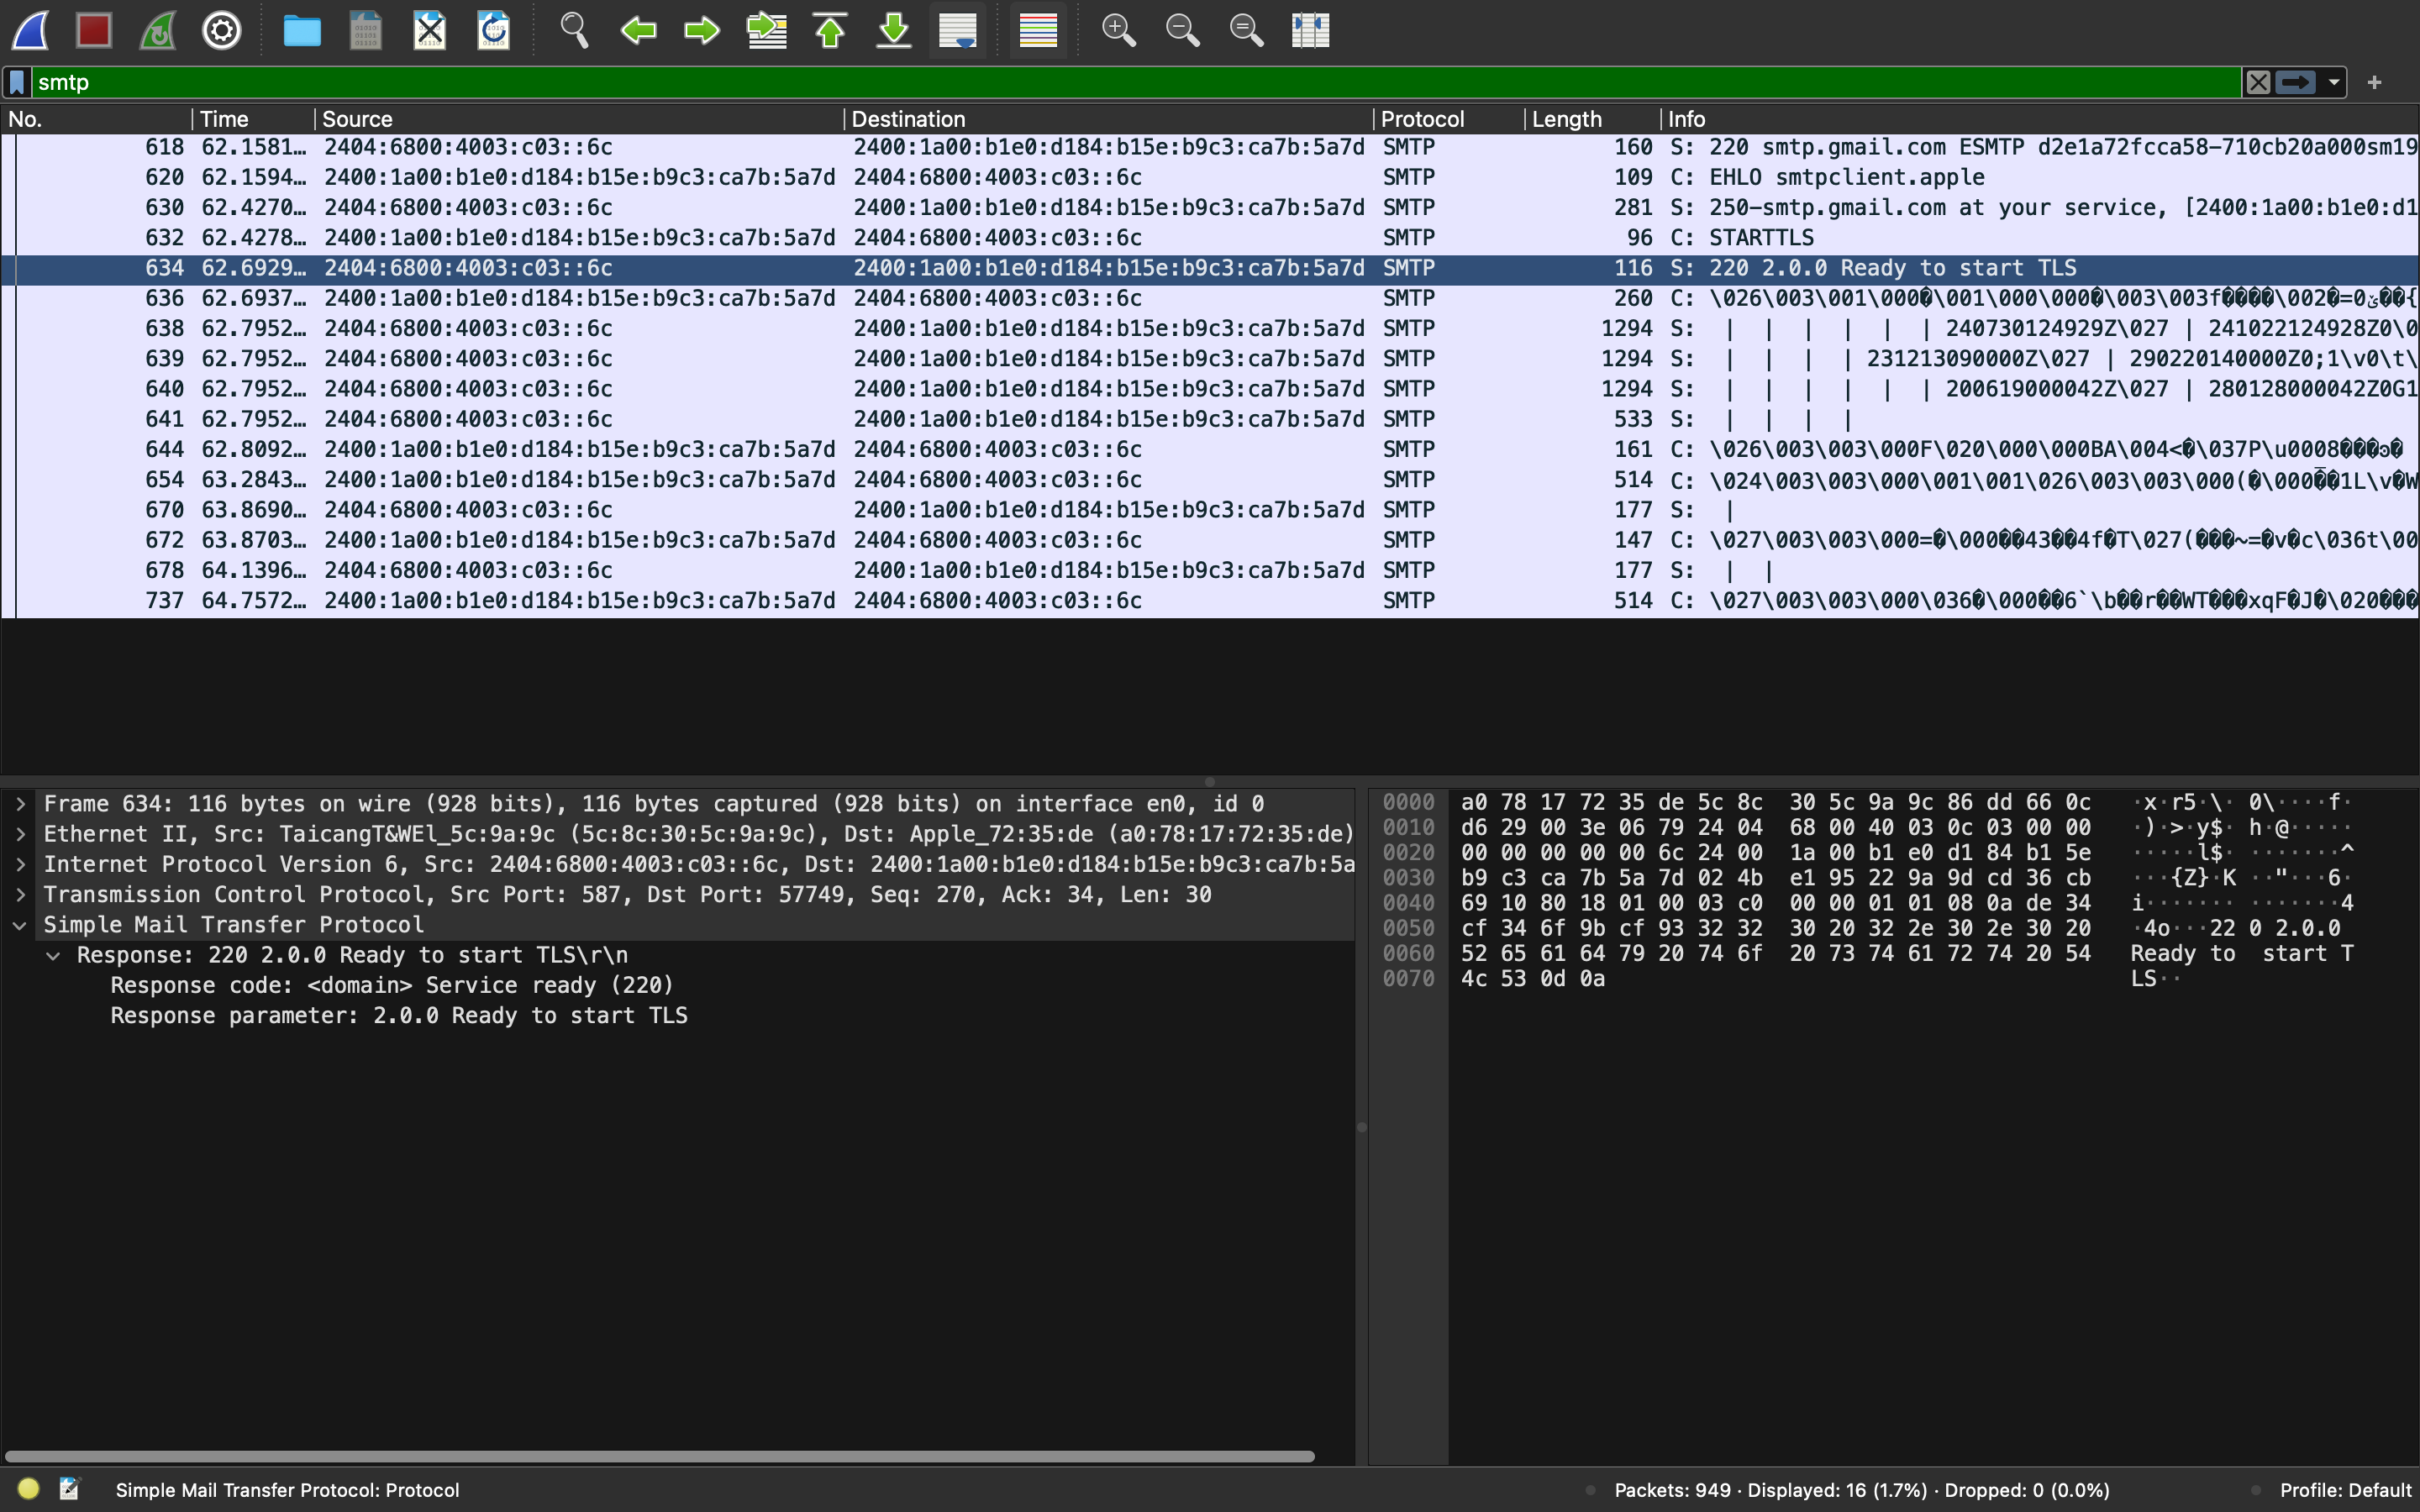 smtp
No. Time Source Destination Protocol Length Info
618 62.1581… 2404:6800:4003:c03::6c 2400:1a00:b1e0:d184:b15e:b9c3:ca7b:5a7d SMTP 160 S: 220 smtp.gmail.com ESMTP d2e1a72fcca58-710cb20a000sm19
620 62.1594… 2400:1a00:b1e0:d184:b15e:b9c3:ca7b:5a7d 2404:6800:4003:c03::6c SMTP 109 C: EHLO smtpclient.apple
630 62.4270… 2404:6800:4003:c03::6c 2400:1a00:b1e0:d184:b15e:b9c3:ca7b:5a7d SMTP 281 S: 250-smtp.gmail.com at your service, [2400:1a00:b1e0:d1
632 62.4278… 2400:1a00:b1e0:d184:b15e:b9c3:ca7b:5a7d 2404:6800:4003:c03::6c SMTP 96 C: STARTTLS
634 62.6929… 2404:6800:4003:c03::6c 2400:1a00:b1e0:d184:b15e:b9c3:ca7b:5a7d SMTP 116 S: 220 2.0.0 Ready to start TLS
636 62.6937… 2400:1a00:b1e0:d184:b15e:b9c3:ca7b:5a7d 2404:6800:4003:c03::6c SMTP 260 C: \026\003\001\000�\001\000\000�\003\003f����\002�=0
638 62.7952… 2404:6800:4003:c03::6c 2400:1a00:b1e0:d184:b15e:b9c3:ca7b:5a7d SMTP 1294 S: | | | | | | 240730124929Z\027 | 241022124928Z0\0
639 62.7952… 2404:6800:4003:c03::6c 2400:1a00:b1e0:d184:b15e:b9c3:ca7b:5a7d SMTP 1294 S: | | | | 231213090000Z\027 | 290220140000Z0;1\v0\t\
640 62.7952… 2404:6800:4003:c03::6c 2400:1a00:b1e0:d184:b15e:b9c3:ca7b:5a7d SMTP 1294 S: | | | | | | 200619000042Z\027 | 280128000042Z0G1
641 62.7952… 2404:6800:4003:c03::6c 2400:1a00:b1e0:d184:b15e:b9c3:ca7b:5a7d SMTP 533 S: | | | |
644 62.8092… 2400:1a00:b1e0:d184:b15e:b9c3:ca7b:5a7d 2404:6800:4003:c03::6c SMTP 161 C: \026\003\003\000F\020\000\000BA\004<�\037P\u0008���
654 63.2843… 2400:1a00:b1e0:d184:b15e:b9c3:ca7b:5a7d 2404:6800:4003:c03::6c SMTP 514 C: \024\003\003\000\001\001\026\003\003\000(�\000��1L\v�W
670 63.8690… 2404:6800:4003:c03::6c 2400:1a00:b1e0:d184:b15e:b9c3:ca7b:5a7d SMTP 177 S: |
672 63.8703… 2400:1a00:b1e0:d184:b15e:b9c3:ca7b:5a7d 2404:6800:4003:c03::6c SMTP 147 C: \027\003\003\000=�\000��43��4f�T\027(���~=�v�c\036t\00
678 64.1396… 2404:6800:4003:c03::6c 2400:1a00:b1e0:d184:b15e:b9c3:ca7b:5a7d SMTP 177 S: | |
737 64.7572… 2400:1a00:b1e0:d184:b15e:b9c3:ca7b:5a7d 2404:6800:4003:c03::6c SMTP 514 C: \027\003\003\000\036�\000��6`\b��r��WT���xqF�J�\020���
Frame 634: 116 bytes on wire (928 bits), 116 bytes captured (928 bits) on interface en0, id 0
Ethernet II, Src: TaicangT&WEl_5c:9a:9c (5c:8c:30:5c:9a:9c), Dst: Apple_72:35:de (a0:78:17:72:35:de)
Internet Protocol Version 6, Src: 2404:6800:4003:c03::6c, Dst: 2400:1a00:b1e0:d184:b15e:b9c3:ca7b:5a
Transmission Control Protocol, Src Port: 587, Dst Port: 57749, Seq: 270, Ack: 34, Len: 30
Simple Mail Transfer Protocol
Response: 220 2.0.0 Ready to start TLS\r\n
Response code: <domain> Service ready (220)
Response parameter: 2.0.0 Ready to start TLS
0000 a0 78 17 72 35 de 5c 8c 30 5c 9a 9c 86 dd 66 0c ·x·r5·\· 0\····f·
0010 d6 29 00 3e 06 79 24 04 68 00 40 03 0c 03 00 00 ·)·>·y$· h·@·····
0020 00 00 00 00 00 6c 24 00 1a 00 b1 e0 d1 84 b1 5e ·····l$· ·······^
0030 b9 c3 ca 7b 5a 7d 02 4b e1 95 22 9a 9d cd 36 cb ···{Z}·K ··"···6·
0040 69 10 80 18 01 00 03 c0 00 00 01 01 08 0a de 34 i······· ·······4
0050 cf 34 6f 9b cf 93 32 32 30 20 32 2e 30 2e 30 20 ·4o···22 0 2.0.0
0060 52 65 61 64 79 20 74 6f 20 73 74 61 72 74 20 54 Ready to start T
0070 4c 53 0d 0a LS··
Simple Mail Transfer Protocol: Protocol
Packets: 949 · Displayed: 16 (1.7%) · Dropped: 0 (0.0%)
Profile: Default